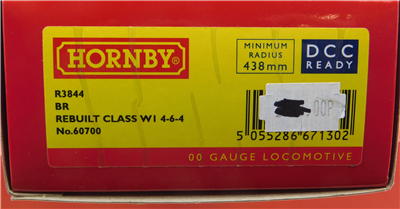 HORNBY®
MINIMUM
RADIUS
438mm
DCC
READY
R3844
BR
REBUILT CLASS W1 4-6-4
No.60700
5 055286 671302
00 GAUGE LOCOMOTIVE